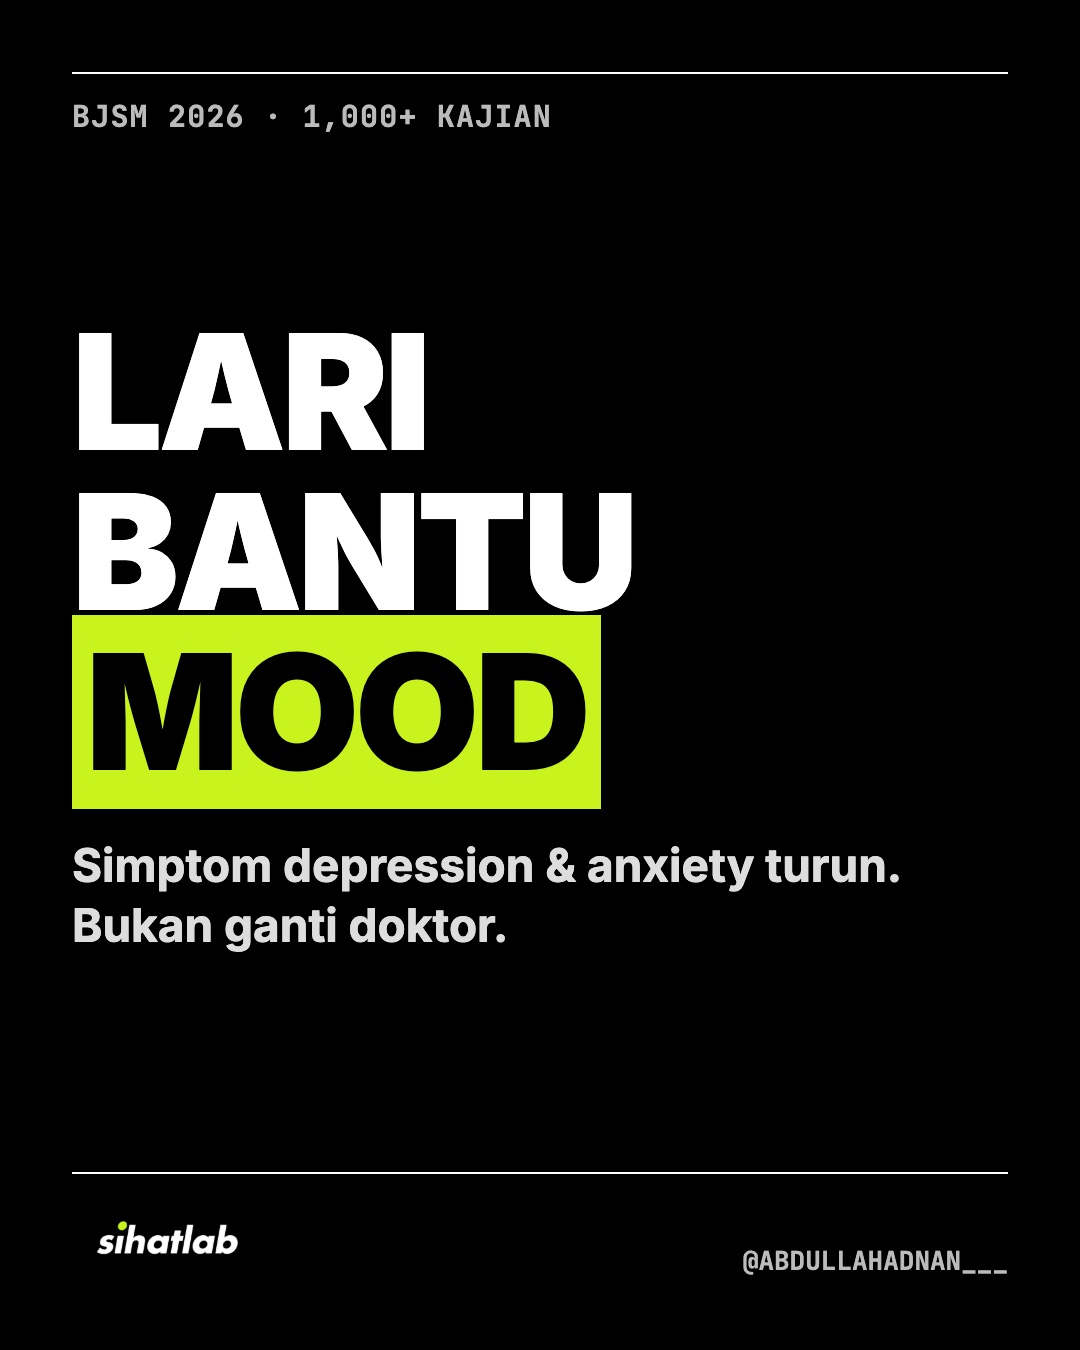 BJSM 2026 · 1,000+ KAJIAN
LARI
BANTU
MOOD
Simptom depression & anxiety turun.
Bukan ganti doktor.
sihatlab
@ABDULLAHADNAN___